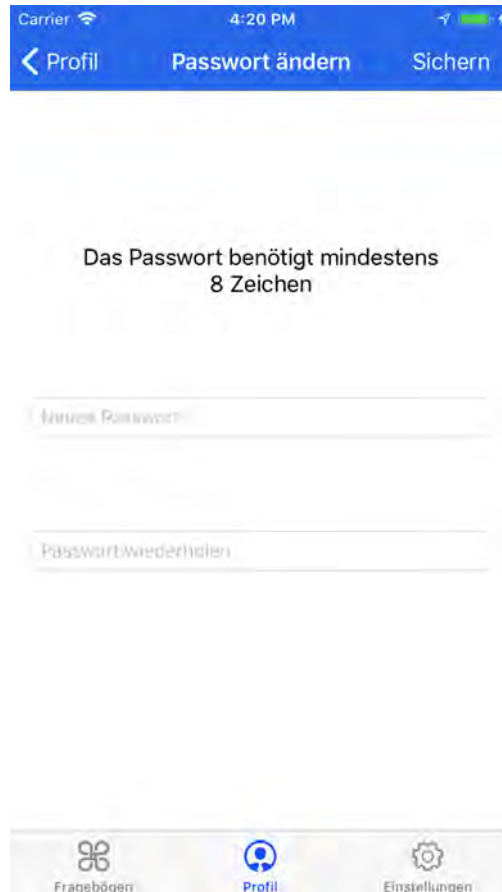 Carrier 4:20 PM
Profil Passwort ändern Sichern
Das Passwort benötigt mindestens
8 Zeichen
Neues Passwort
Passwort wiederholen
Fragebögen Profil Einstellungen